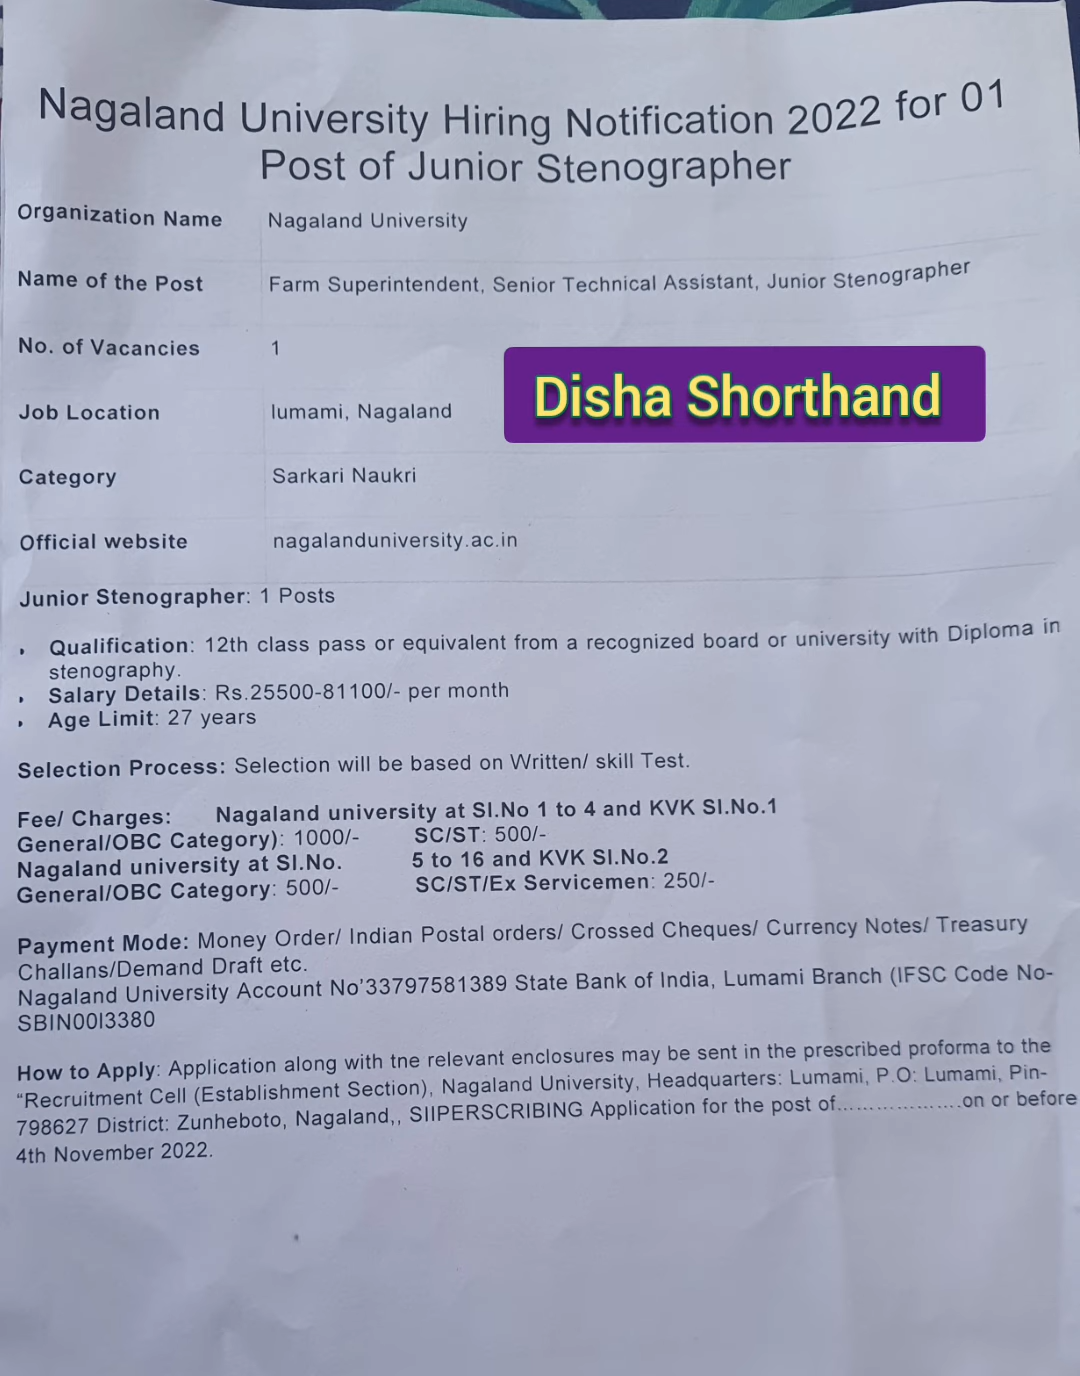 Nagaland University Hiring Notification 2022 for 01
Post of Junior Stenographer
Organization Name Nagaland University
Name of the Post Farm Superintendent, Senior Technical Assistant, Junior Stenographer
No. of Vacancies 1
Disha Shorthand
Job Location lumami, Nagaland
Category Sarkari Naukri
Official website nagalanduniversity.ac.in
Junior Stenographer: 1 Posts
Qualification: 12th class pass or equivalent from a recognized board or university with Diploma in
stenography.
Salary Details: Rs.25500-81100/- per month
Age Limit: 27 years
Selection Process: Selection will be based on Written/ skill Test.
Fee/ Charges: Nagaland university at SI.No 1 to 4 and KVK SI.No.1
General/OBC Category): 1000/- SC/ST: 500/-
Nagaland university at SI.No. 5 to 16 and KVK SI.No.2
General/OBC Category: 500/- SC/ST/Ex Servicemen: 250/-
Payment Mode: Money Order/ Indian Postal orders/ Crossed Cheques/ Currency Notes/ Treasury
Challans/Demand Draft etc.
Nagaland University Account No'33797581389 State Bank of India, Lumami Branch (IFSC Code No-
SBIN00I3380
How to Apply: Application along with tne relevant enclosures may be sent in the prescribed proforma to the
“Recruitment Cell (Establishment Section), Nagaland University, Headquarters: Lumami, P.O: Lumami, Pin-
798627 District: Zunheboto, Nagaland,, SIIPERSCRIBING Application for the post of....................on or before
4th November 2022.